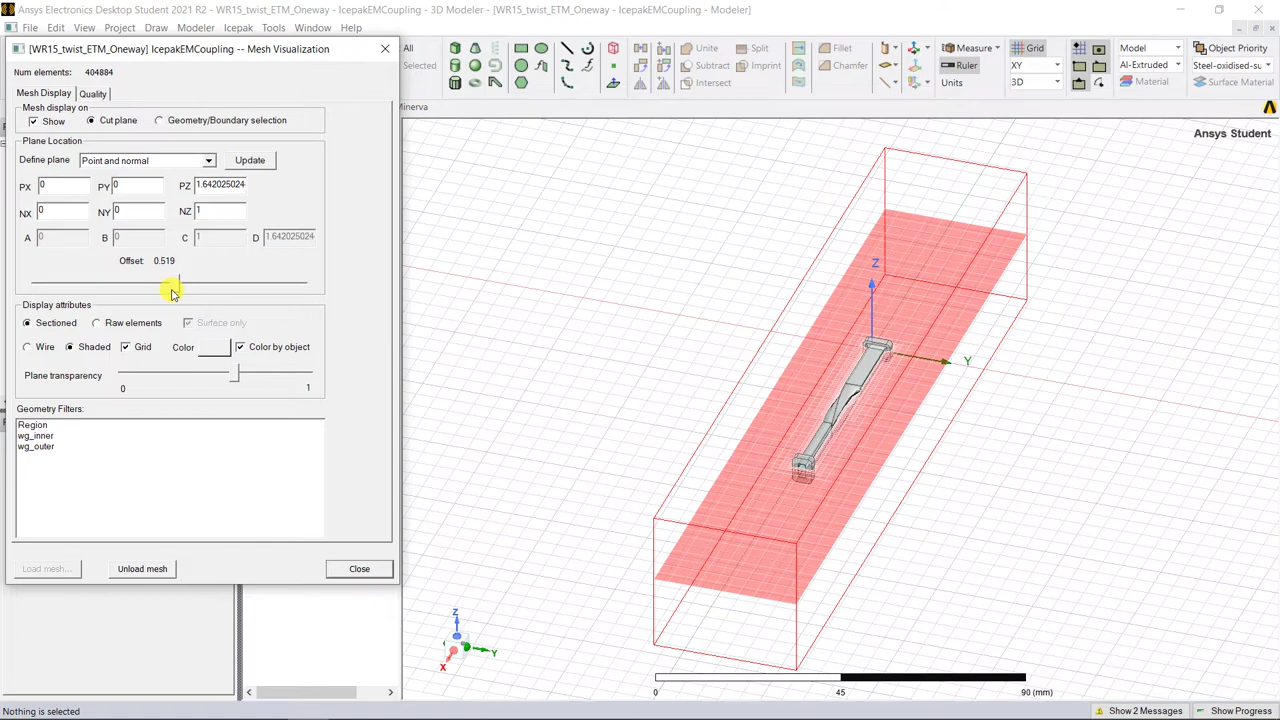 Ansys Electronics Desktop Student 2021 R2 - WR15_twist_ETM_Oneway - IcepakEMCoupling - 3D Modeler - [WR15_twist_ETM_Oneway - IcepakEMCoupling - Modeler]
File Edit View Project Draw Modeler Icepak Tools Window Help
[WR15_twist_ETM_Oneway] IcepakEMCoupling -- Mesh Visualization
All
Selected
Unite Split
Subtract Imprint
Intersect
Fillet
Chamfer
Measure Grid
Ruler XY
Units 3D
Model
Al-Extruded
Material
Object Priority
Steel-oxidised-su
Surface Material
Minerva
Ansys Student
Num elements: 404884
Mesh Display Quality
Mesh display on
Show Cut plane Geometry/Boundary selection
Plane Location
Define plane Point and normal Update
PX 0 PY 0 PZ 1.642025024
NX 0 NY 0 NZ 1
A 0 B 0 C 1 D 1.642025024
Offset: 0.519
Display attributes
Sectioned Raw elements Surface only
Wire Shaded Grid Color Color by object
Plane transparency
0 1
Geometry Filters:
Region
wg_inner
wg_outer
Load mesh... Unload mesh Close
Z
Y
Z
Y
X
0 45 90 (mm)
Nothing is selected
Show 2 Messages Show Progress